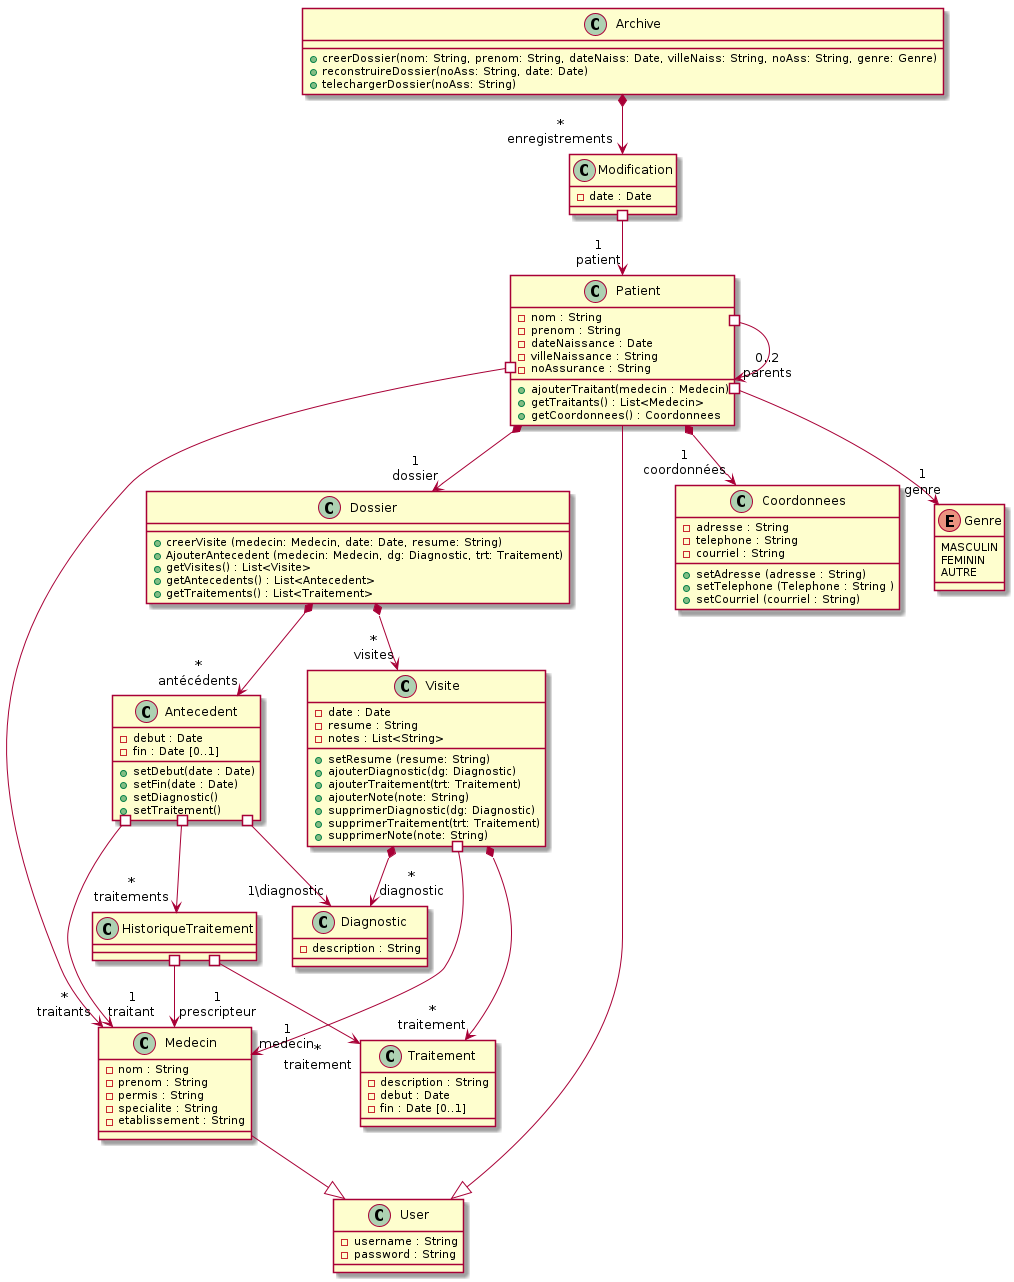 C Archive
creerDossier(nom: String, prenom: String, dateNaiss: Date, villeNaiss: String, noAss: String, genre: Genre)
reconstruireDossier(noAss: String, date: Date)
telechargerDossier(noAss: String)
*
enregistrements
C Modification
date : Date
1
patient
C Patient
nom : String
prenom : String
dateNaissance : Date
villeNaissance : String
noAssurance : String
ajouterTraitant(medecin : Medecin)
getTraitants() : List<Medecin>
getCoordonnees() : Coordonnees
0..2
parents
1
dossier
1
coordonnées
1
genre
C Dossier
creerVisite (medecin: Medecin, date: Date, resume: String)
AjouterAntecedent (medecin: Medecin, dg: Diagnostic, trt: Traitement)
getVisites() : List<Visite>
getAntecedents() : List<Antecedent>
getTraitements() : List<Traitement>
C Coordonnees
adresse : String
telephone : String
courriel : String
setAdresse (adresse : String)
setTelephone (Telephone : String )
setCourriel (courriel : String)
E Genre
MASCULIN
FEMININ
AUTRE
*
antécédents
*
visites
C Antecedent
debut : Date
fin : Date [0..1]
setDebut(date : Date)
setFin(date : Date)
setDiagnostic()
setTraitement()
C Visite
date : Date
resume : String
notes : List<String>
setResume (resume: String)
ajouterDiagnostic(dg: Diagnostic)
ajouterTraitement(trt: Traitement)
ajouterNote(note: String)
supprimerDiagnostic(dg: Diagnostic)
supprimerTraitement(trt: Traitement)
supprimerNote(note: String)
*
traitements
1\diagnostic
*
diagnostic
C HistoriqueTraitement
C Diagnostic
description : String
*
traitants
1
traitant
1
prescripteur
1
medecin
*
traitement
*
traitement
C Medecin
nom : String
prenom : String
permis : String
specialite : String
etablissement : String
C Traitement
description : String
debut : Date
fin : Date [0..1]
C User
username : String
password : String